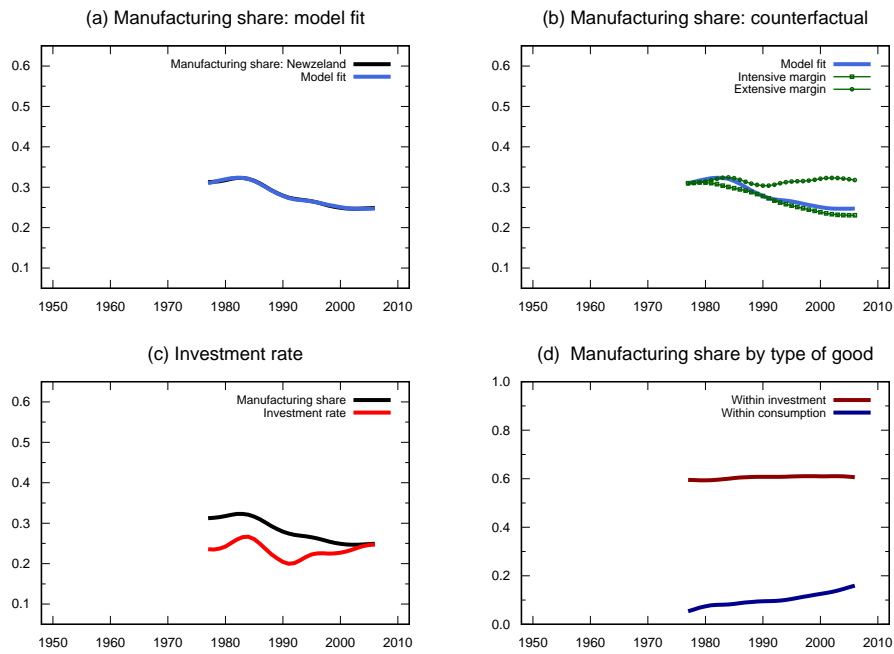 (a) Manufacturing share: model fit
0.6
0.5
0.4
0.3
0.2
0.1
1950 1960 1970 1980 1990 2000 2010
Manufacturing share: Newzeland
Model fit
(b) Manufacturing share: counterfactual
0.6
0.5
0.4
0.3
0.2
0.1
1950 1960 1970 1980 1990 2000 2010
Model fit
Intensive margin
Extensive margin
(c) Investment rate
0.6
0.5
0.4
0.3
0.2
0.1
1950 1960 1970 1980 1990 2000 2010
Manufacturing share
Investment rate
(d) Manufacturing share by type of good
1.0
0.8
0.6
0.4
0.2
0.0
1950 1960 1970 1980 1990 2000 2010
Within investment
Within consumption